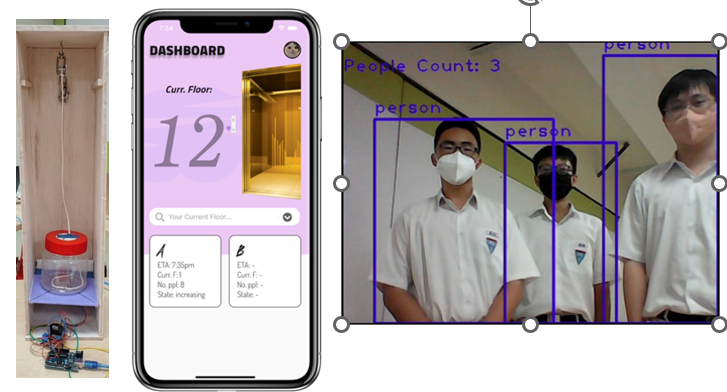 7:34
DASHBOARD
Curr. Floor:
12
Your Current Floor...
A
ETA: 7:35pm
Curr. F: 1
No. ppl: 8
State: increasing
B
ETA: -
Curr. F: -
No. ppl: -
State: -
person
People Count: 3
person
person